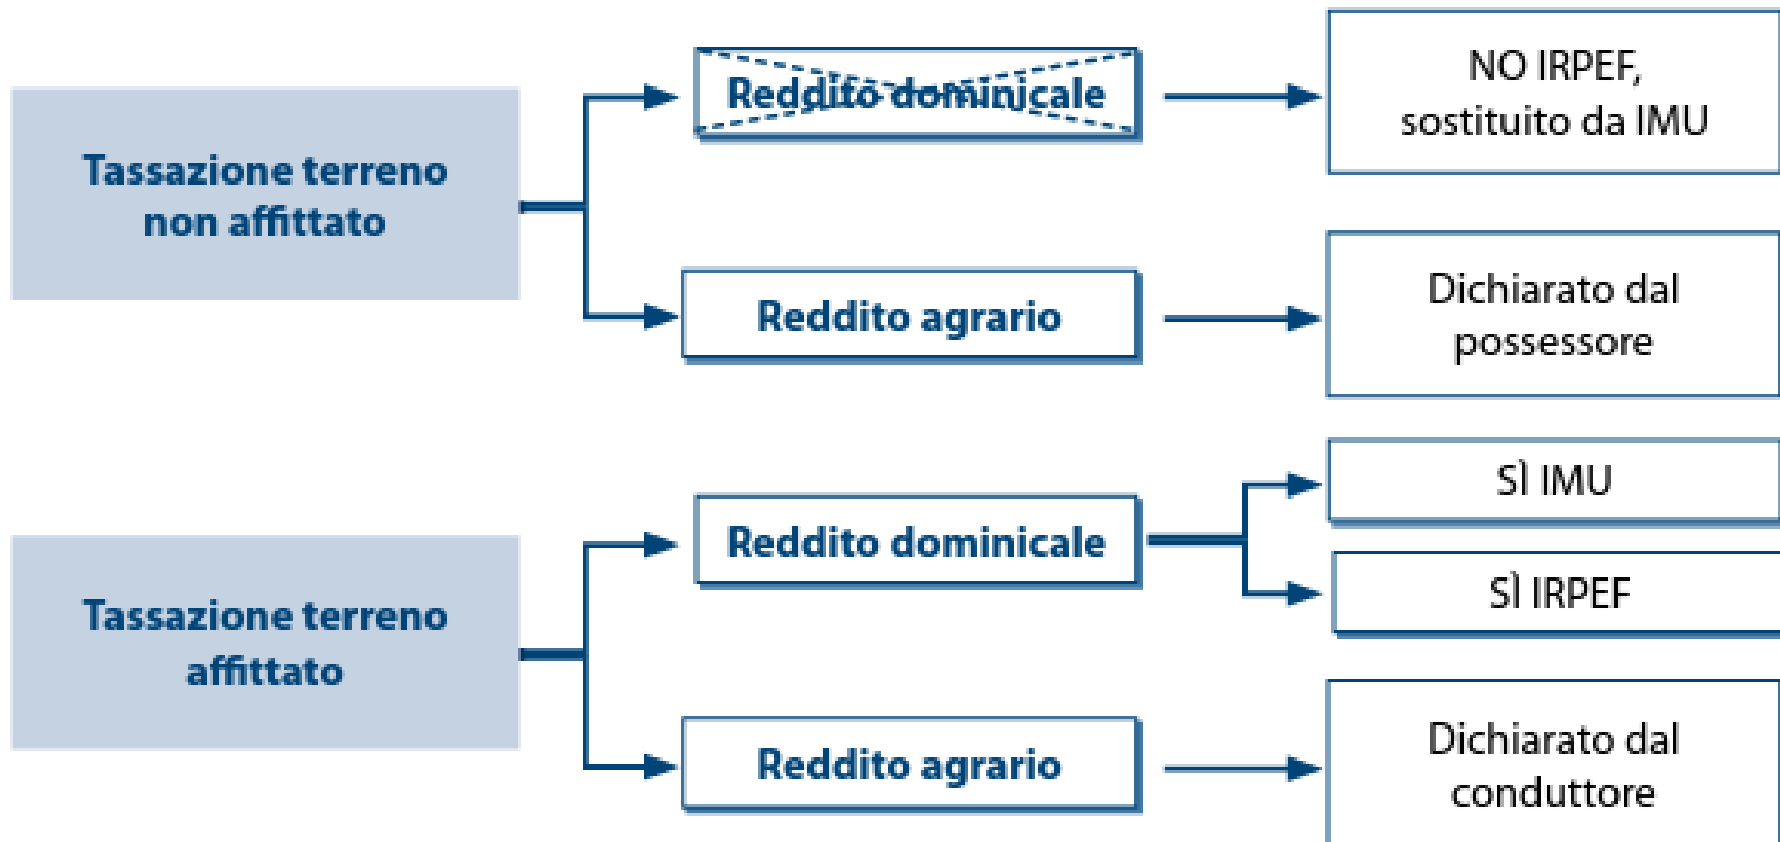 Tassazione terreno
non affittato
Reddito dominicale
NO IRPEF,
sostituito da IMU
Reddito agrario
Dichiarato dal
possessore
Tassazione terreno
affittato
Reddito dominicale
SÌ IMU
SÌ IRPEF
Reddito agrario
Dichiarato dal
conduttore